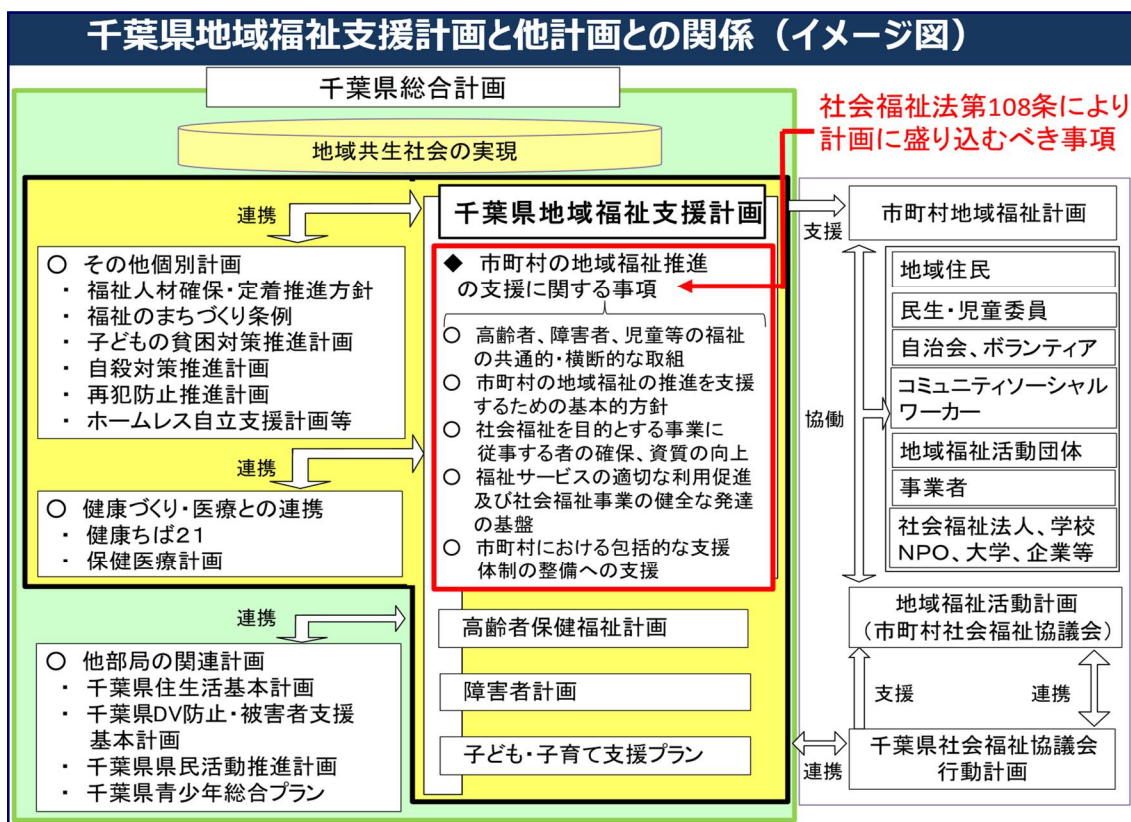 千葉県地域福祉支援計画と他計画との関係（イメージ図）
千葉県総合計画
地域共生社会の実現
社会福祉法第108条により
計画に盛り込むべき事項
連携
○ その他個別計画
・ 福祉人材確保・定着推進方針
・ 福祉のまちづくり条例
・ 子どもの貧困対策推進計画
・ 自殺対策推進計画
・ 再犯防止推進計画
・ ホームレス自立支援計画等
連携
○ 健康づくり・医療との連携
・ 健康ちば２１
・ 保健医療計画
連携
○ 他部局の関連計画
・ 千葉県住生活基本計画
・ 千葉県DV防止・被害者支援
基本計画
・ 千葉県県民活動推進計画
・ 千葉県青少年総合プラン
千葉県地域福祉支援計画
◆ 市町村の地域福祉推進
の支援に関する事項
○ 高齢者、障害者、児童等の福祉
の共通的・横断的な取組
○ 市町村の地域福祉の推進を支援
するための基本的方針
○ 社会福祉を目的とする事業に
従事する者の確保、資質の向上
○ 福祉サービスの適切な利用促進
及び社会福祉事業の健全な発達
の基盤
○ 市町村における包括的な支援
体制の整備への支援
高齢者保健福祉計画
障害者計画
子ども・子育て支援プラン
支援
市町村地域福祉計画
協働
地域住民
民生・児童委員
自治会、ボランティア
コミュニティソーシャル
ワーカー
地域福祉活動団体
事業者
社会福祉法人、学校
NPO、大学、企業等
地域福祉活動計画
（市町村社会福祉協議会）
支援
連携
連携
千葉県社会福祉協議会
行動計画